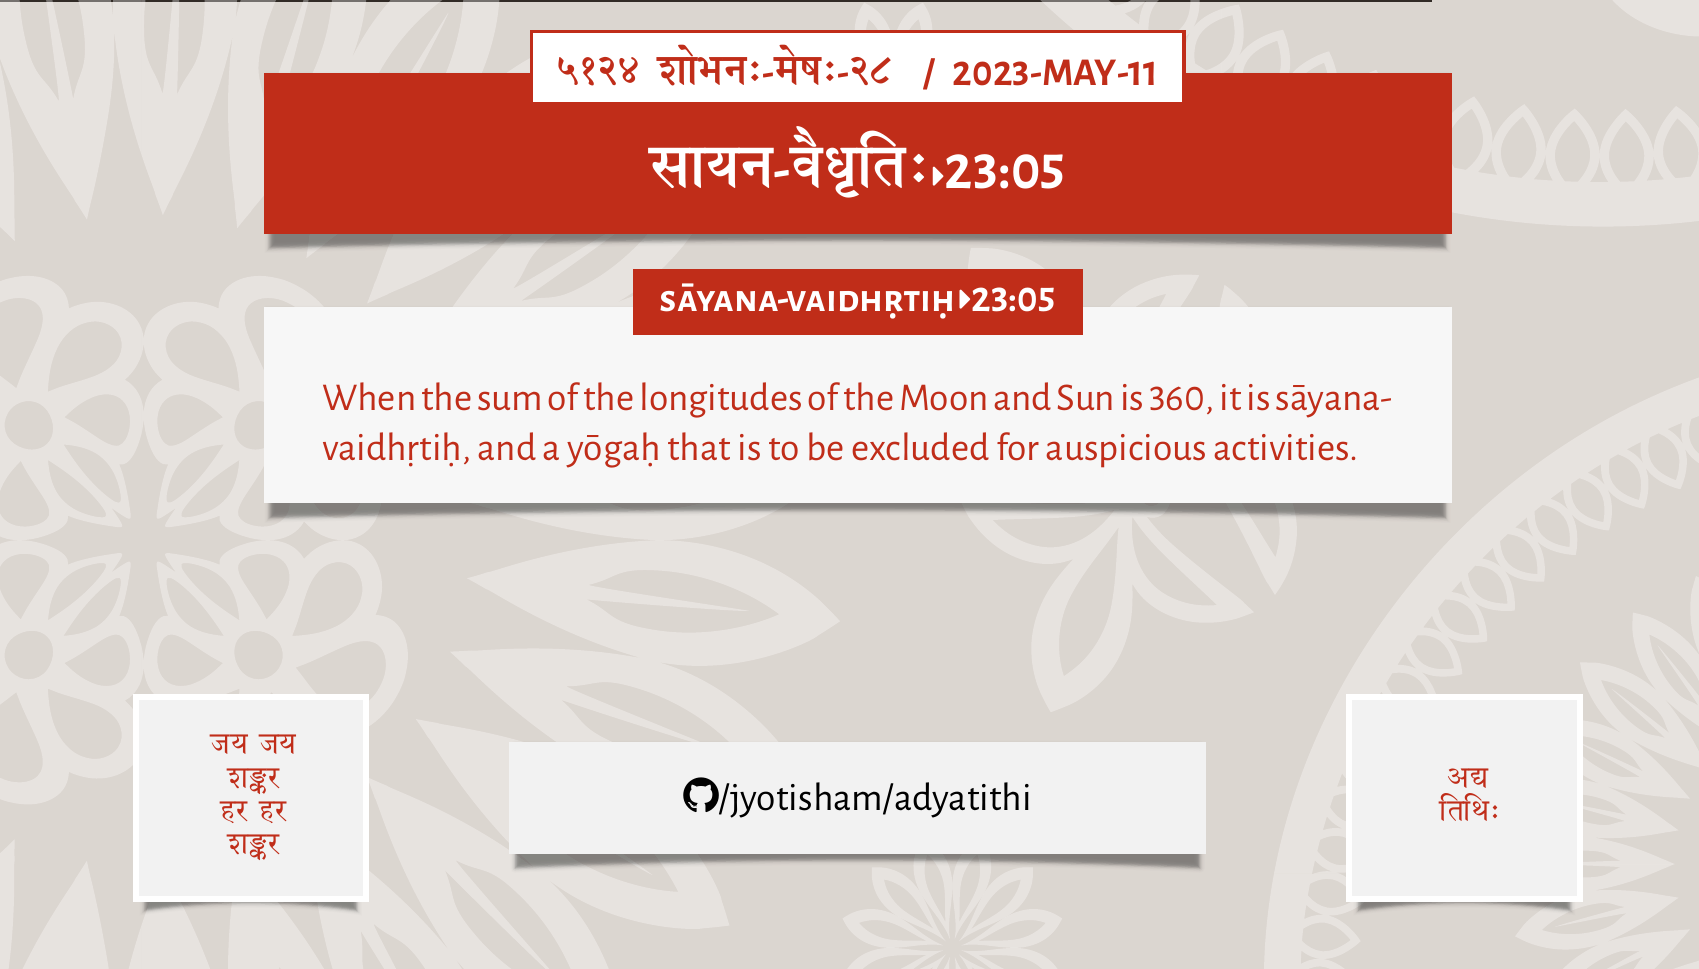 ५१२४ शोभनः-मेषः-२८ / 2023-MAY-11
सायन-वैधृतिः▸23:05
SĀYANA-VAIDHṚTIḤ▸23:05
When the sum of the longitudes of the Moon and Sun is 360, it is sāyana-
vaidhṛtiḥ, and a yōgaḥ that is to be excluded for auspicious activities.
जय जय
शङ्कर
हर हर
शङ्कर
/jyotisham/adyatithi
अद्य
तिथिः